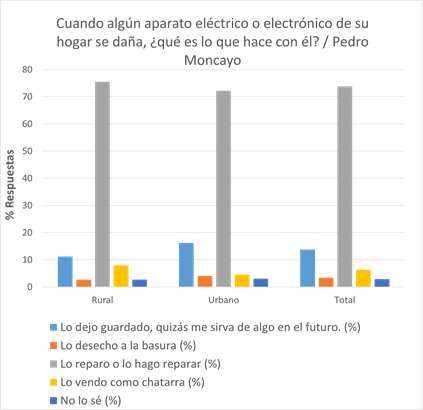 Cuando algún aparato eléctrico o electrónico de su
hogar se daña, ¿qué es lo que hace con él? / Pedro
Moncayo
% Respuestas
80
70
60
50
40
30
20
10
0
Rural
Urbano
Total
Lo dejo guardado, quizás me sirva de algo en el futuro. (%)
Lo desecho a la basura (%)
Lo reparo o lo hago reparar (%)
Lo vendo como chatarra (%)
No lo sé (%)